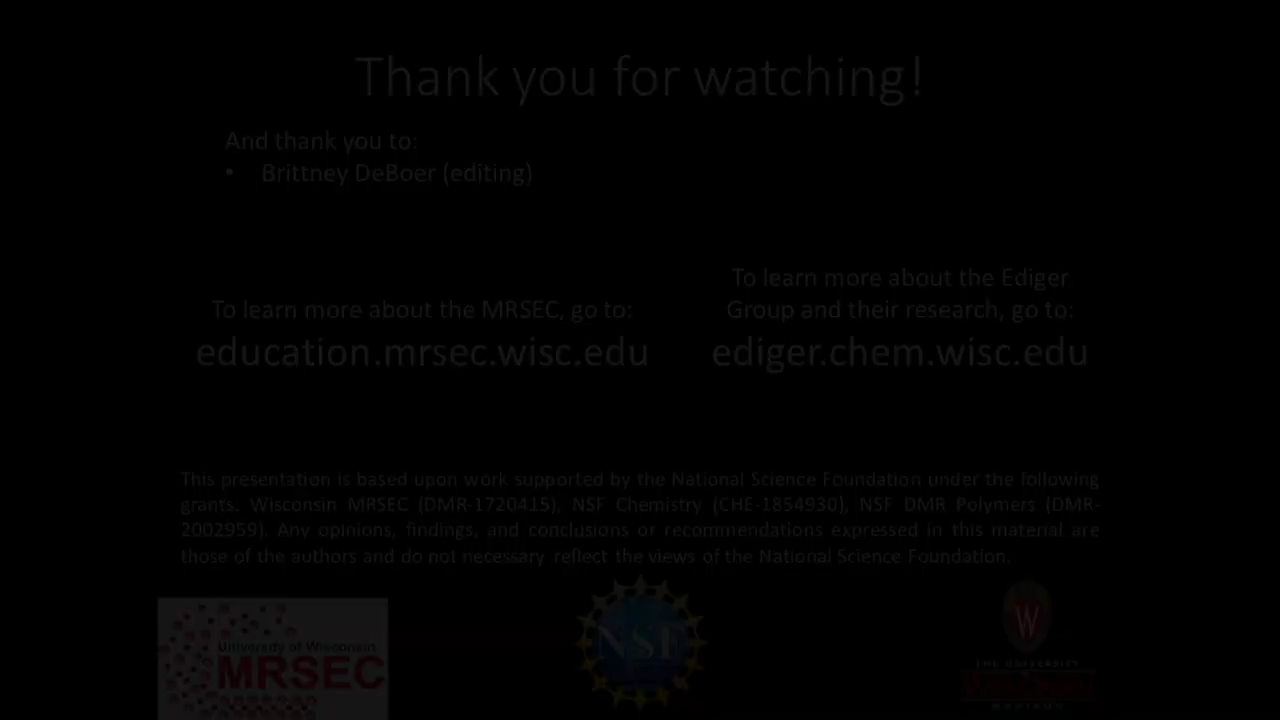 Thank you for watching!
And thank you to:
• Brittney DeBoer (editing)
To learn more about the MRSEC, go to:
education.mrsec.wisc.edu
To learn more about the Ediger
Group and their research, go to:
ediger.chem.wisc.edu
This presentation is based upon work supported by the National Science Foundation under the following
grants: Wisconsin MRSEC (DMR-1720415), NSF Chemistry (CHE-1854930), NSF DMR Polymers (DMR-
2002959). Any opinions, findings, and conclusions or recommendations expressed in this material are
those of the authors and do not necessary reflect the views of the National Science Foundation.
University of Wisconsin
MRSEC
NSF
W
THE UNIVERSITY
WISCONSIN
MADISON